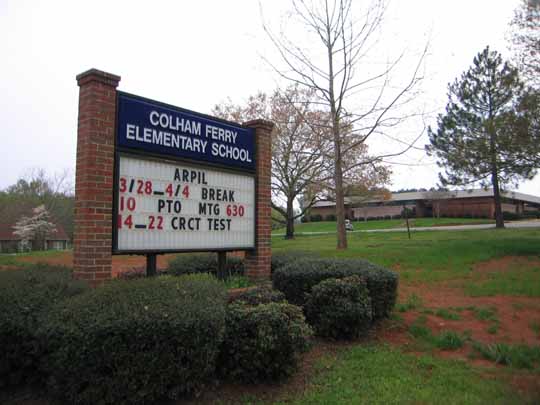 COLHAM FERRY
ELEMENTARY SCHOOL
ARPIL
3/28_4/4 BREAK
10 PTO MTG 630
14_22 CRCT TEST